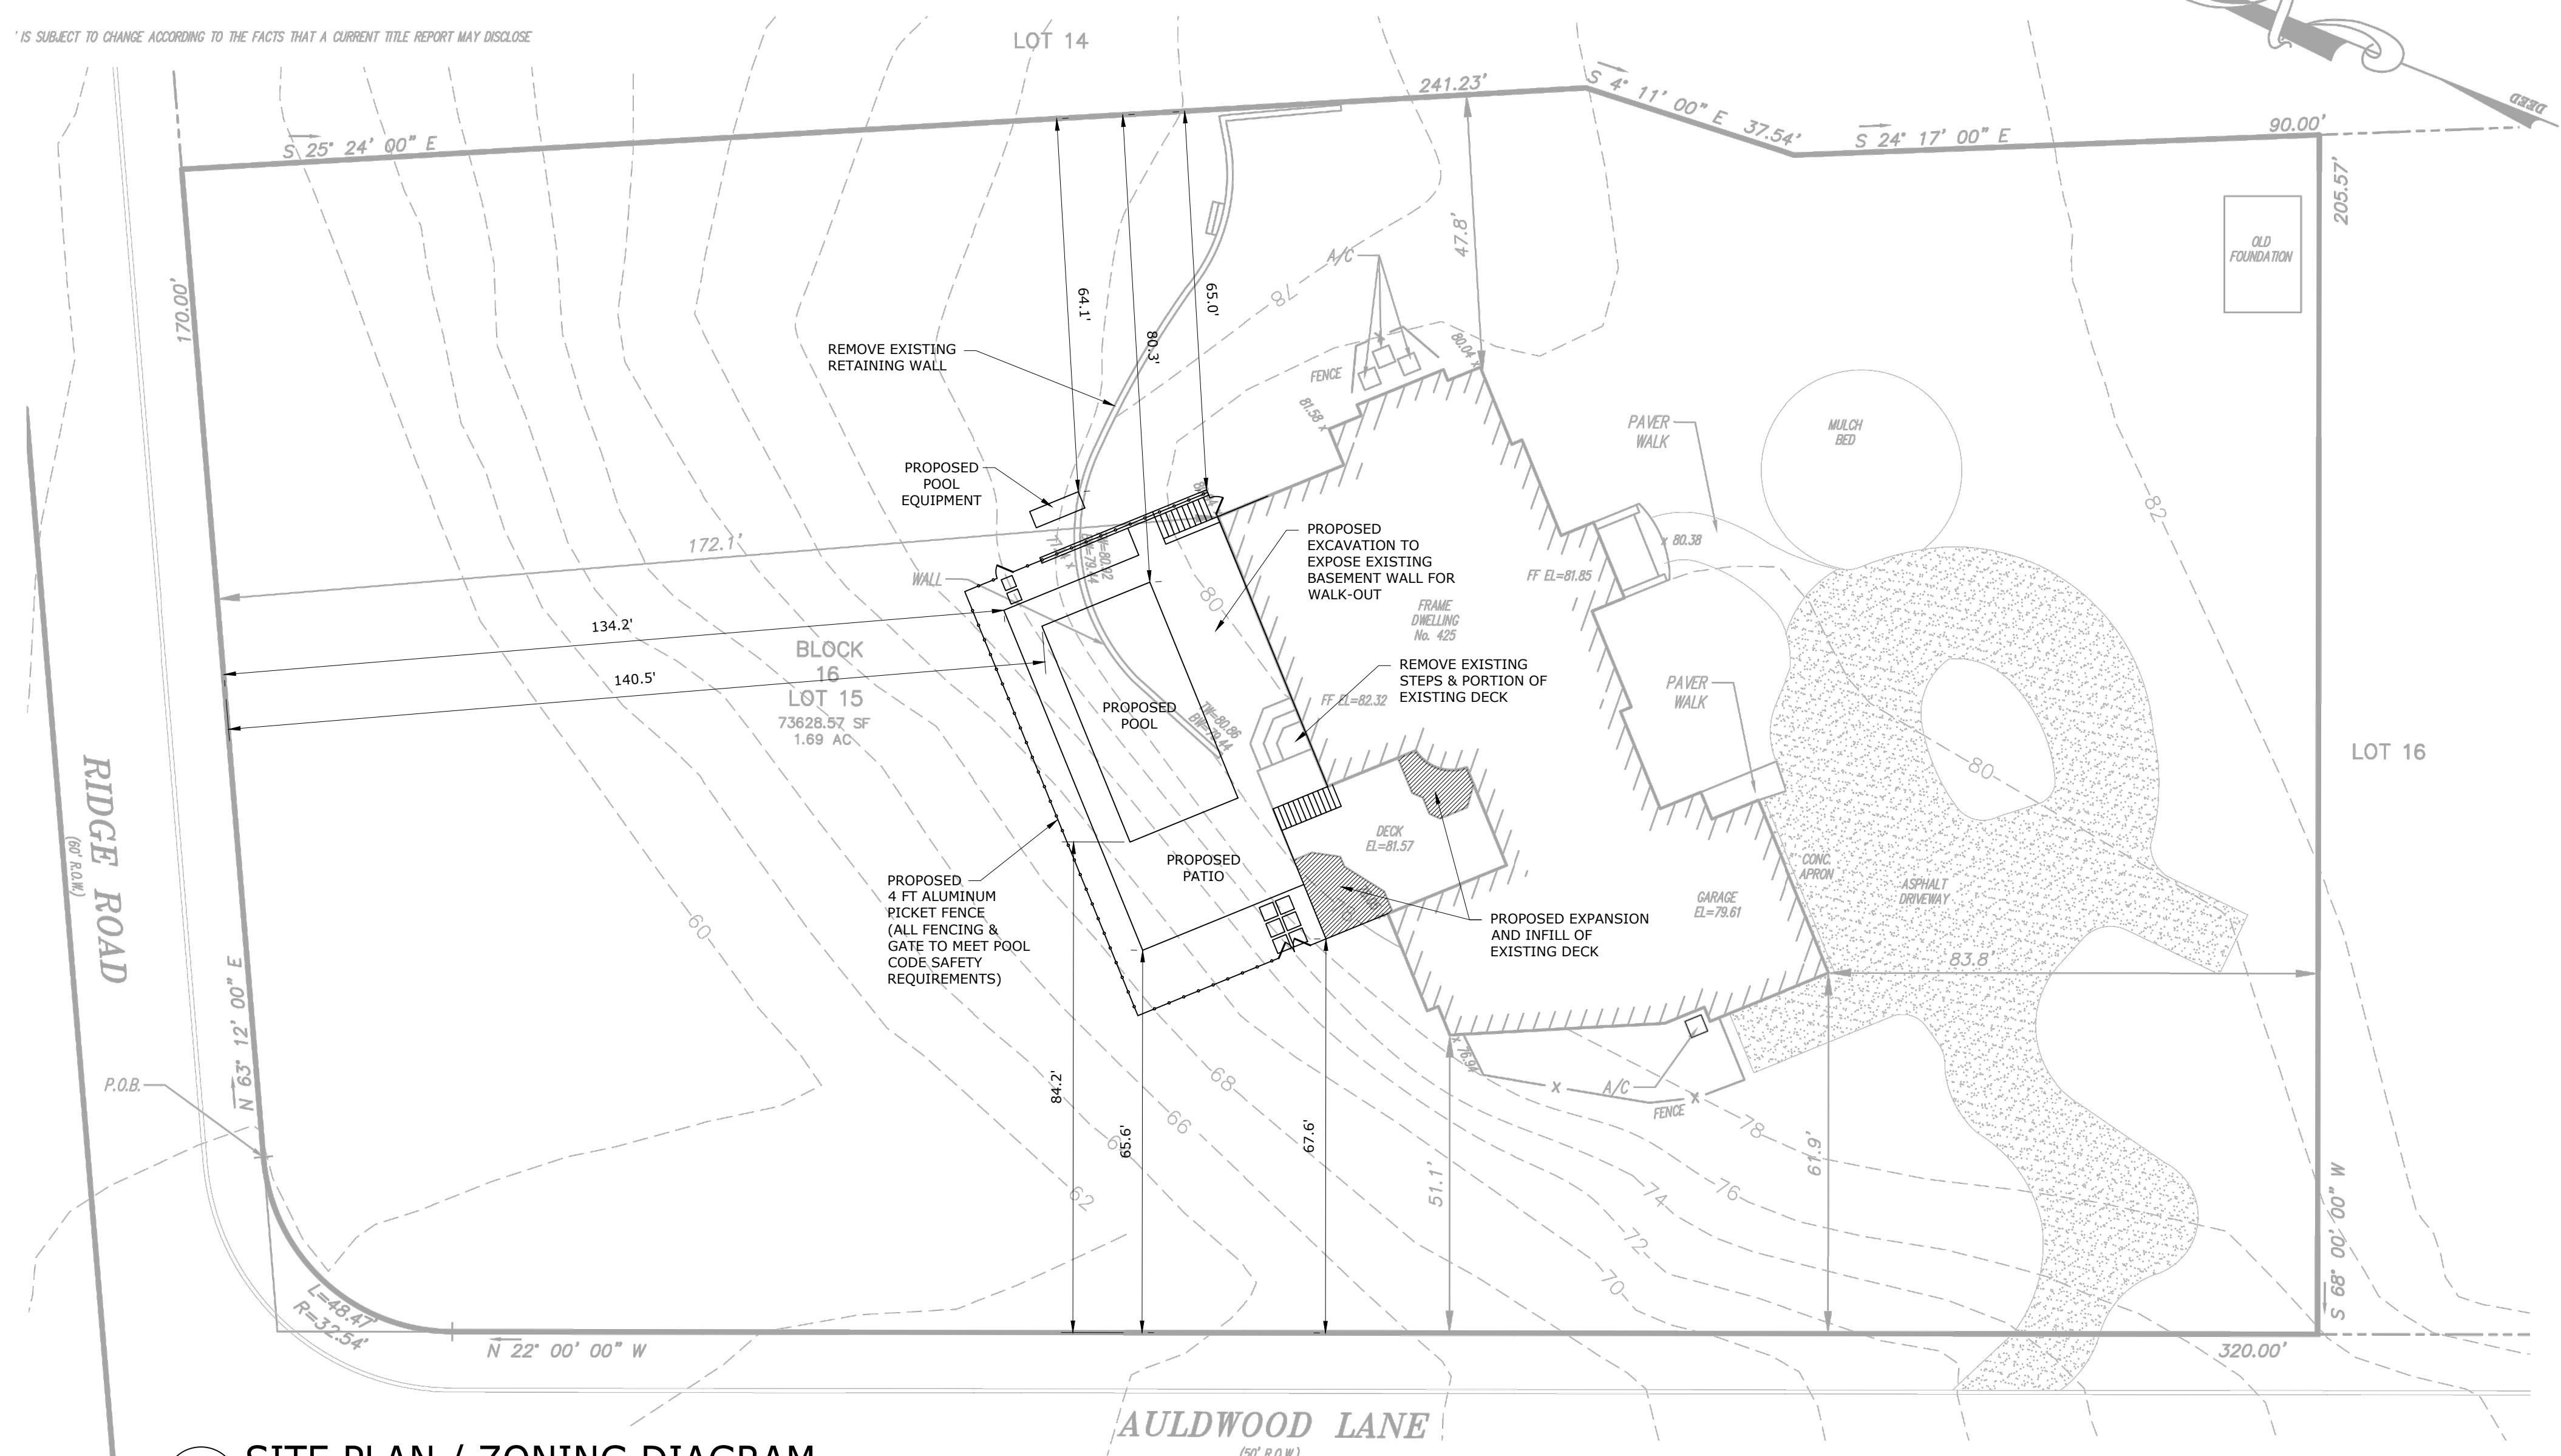 ' IS SUBJECT TO CHANGE ACCORDING TO THE FACTS THAT A CURRENT TITLE REPORT MAY DISCLOSE
LOT 14
DEED
241.23'
S 4° 11' 00" E 37.54'
S 25° 24' 00" E
S 24° 17' 00" E
90.00'
205.57'
170.00'
OLD
FOUNDATION
47.8'
A/C
64.1'
80.3'
65.0'
78
REMOVE EXISTING
RETAINING WALL
80.04 x
FENCE
81.58 x
PAVER
WALK
MULCH
BED
82
PROPOSED
POOL
EQUIPMENT
172.1'
PROPOSED
EXCAVATION TO
EXPOSE EXISTING
BASEMENT WALL FOR
WALK-OUT
x 80.38
FF EL=81.85
WALL
80
FRAME
DWELLING
No. 425
134.2'
BLOCK
16
LOT 15
73628.57 SF
1.69 AC
140.5'
REMOVE EXISTING
STEPS & PORTION OF
EXISTING DECK
FF EL=82.32
PAVER
WALK
PROPOSED
POOL
TW=80.86
BW=79.44
LOT 16
80
RIDGE ROAD
(60' R.O.W.)
DECK
EL=81.57
PROPOSED
PATIO
CONC.
APRON
ASPHALT
DRIVEWAY
GARAGE
EL=79.61
PROPOSED
4 FT ALUMINUM
PICKET FENCE
(ALL FENCING &
GATE TO MEET POOL
CODE SAFETY
REQUIREMENTS)
PROPOSED EXPANSION
AND INFILL OF
EXISTING DECK
78
60
83.8'
N 63° 12' 00" E
P.O.B.
x 76.94
A/C
FENCE
84.2'
65.6'
67.6'
51.1'
61.9'
68
66
62
78
76
74
72
70
S 68° 00' 00" W
L=48.47'
R=32.54'
N 22° 00' 00" W
320.00'
AULDWOOD LANE
(50' R.O.W.)
SITE PLAN / ZONING DIAGRAM